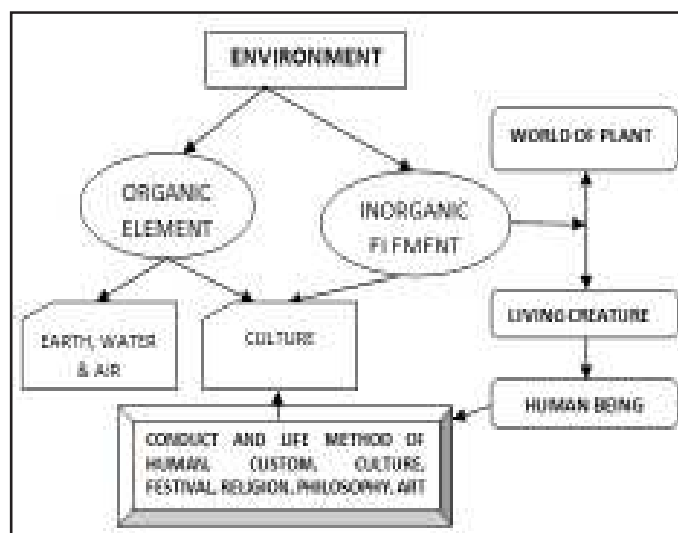 ENVIRONMENT
WORLD OF PLANT
ORGANIC
ELEMENT
INORGANIC
ELEMENT
EARTH, WATER
& AIR
CULTURE
LIVING CREATURE
HUMAN BEING
CONDUCT AND LIFE METHOD OF
HUMAN, CUSTOM, CULTURE,
FESTIVAL, RELIGION, PHILOSOPHY, ART